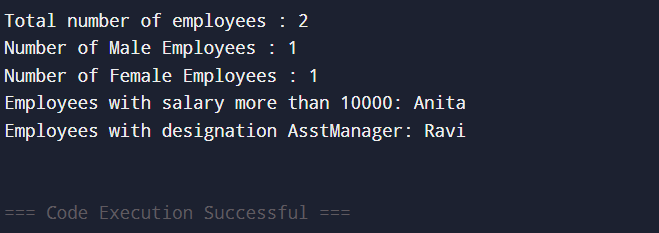 Total number of employees : 2
Number of Male Employees : 1
Number of Female Employees : 1
Employees with salary more than 10000: Anita
Employees with designation AsstManager: Ravi
=== Code Execution Successful ===